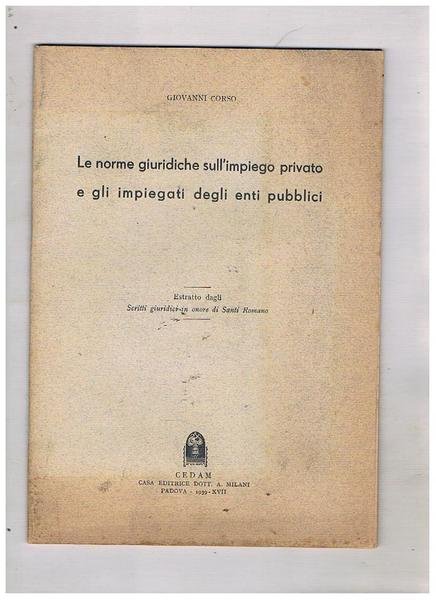 GIOVANNI CORSO
Le norme giuridiche sull'impiego privato
e gli impiegati degli enti pubblici
Estratto dagli
Scritti giuridici in onore di Santi Romano
CEDAM
CASA EDITRICE DOTT. A. MILANI
PADOVA - 1939-XVII